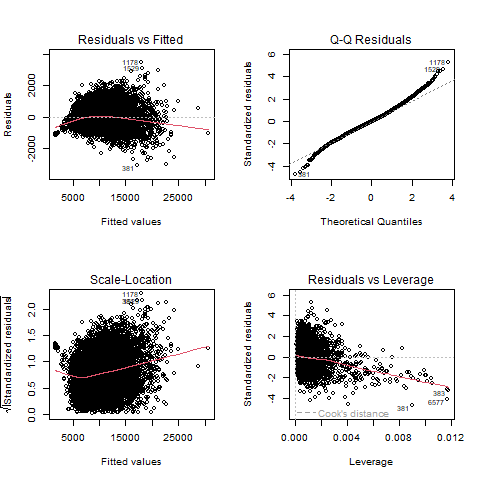 Residuals vs Fitted
Residuals
-2000 0 2000
1178
1529
381
5000 15000 25000
Fitted values
Q-Q Residuals
Standardized residuals
-4 -2 0 2 4 6
1178
1529
381
-4 -2 0 2 4
Theoretical Quantiles
Scale-Location
√|Standardized residuals|
0.0 0.5 1.0 1.5 2.0
1178
5000 15000 25000
Fitted values
Residuals vs Leverage
Standardized residuals
-4 -2 0 2 4 6
383
6577
381
Cook's distance
0.000 0.004 0.008 0.012
Leverage